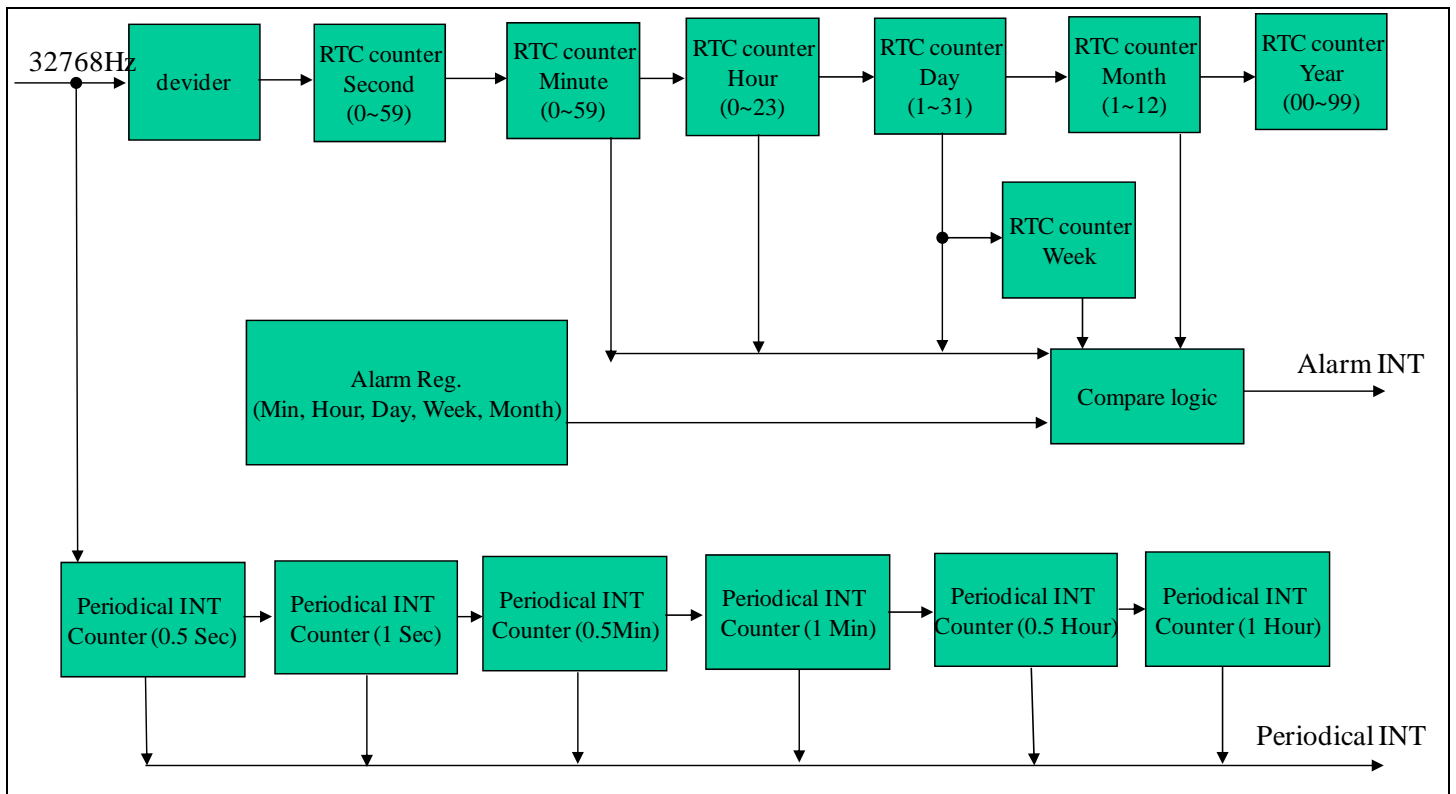 32768Hz
devider
RTC counter
Second
(0~59)
RTC counter
Minute
(0~59)
RTC counter
Hour
(0~23)
RTC counter
Day
(1~31)
RTC counter
Month
(1~12)
RTC counter
Year
(00~99)
RTC counter
Week
Alarm Reg.
(Min, Hour, Day, Week, Month)
Compare logic
Alarm INT
Periodical INT
Counter (0.5 Sec)
Periodical INT
Counter (1 Sec)
Periodical INT
Counter (0.5Min)
Periodical INT
Counter (1 Min)
Periodical INT
Counter (0.5 Hour)
Periodical INT
Counter (1 Hour)
Periodical INT